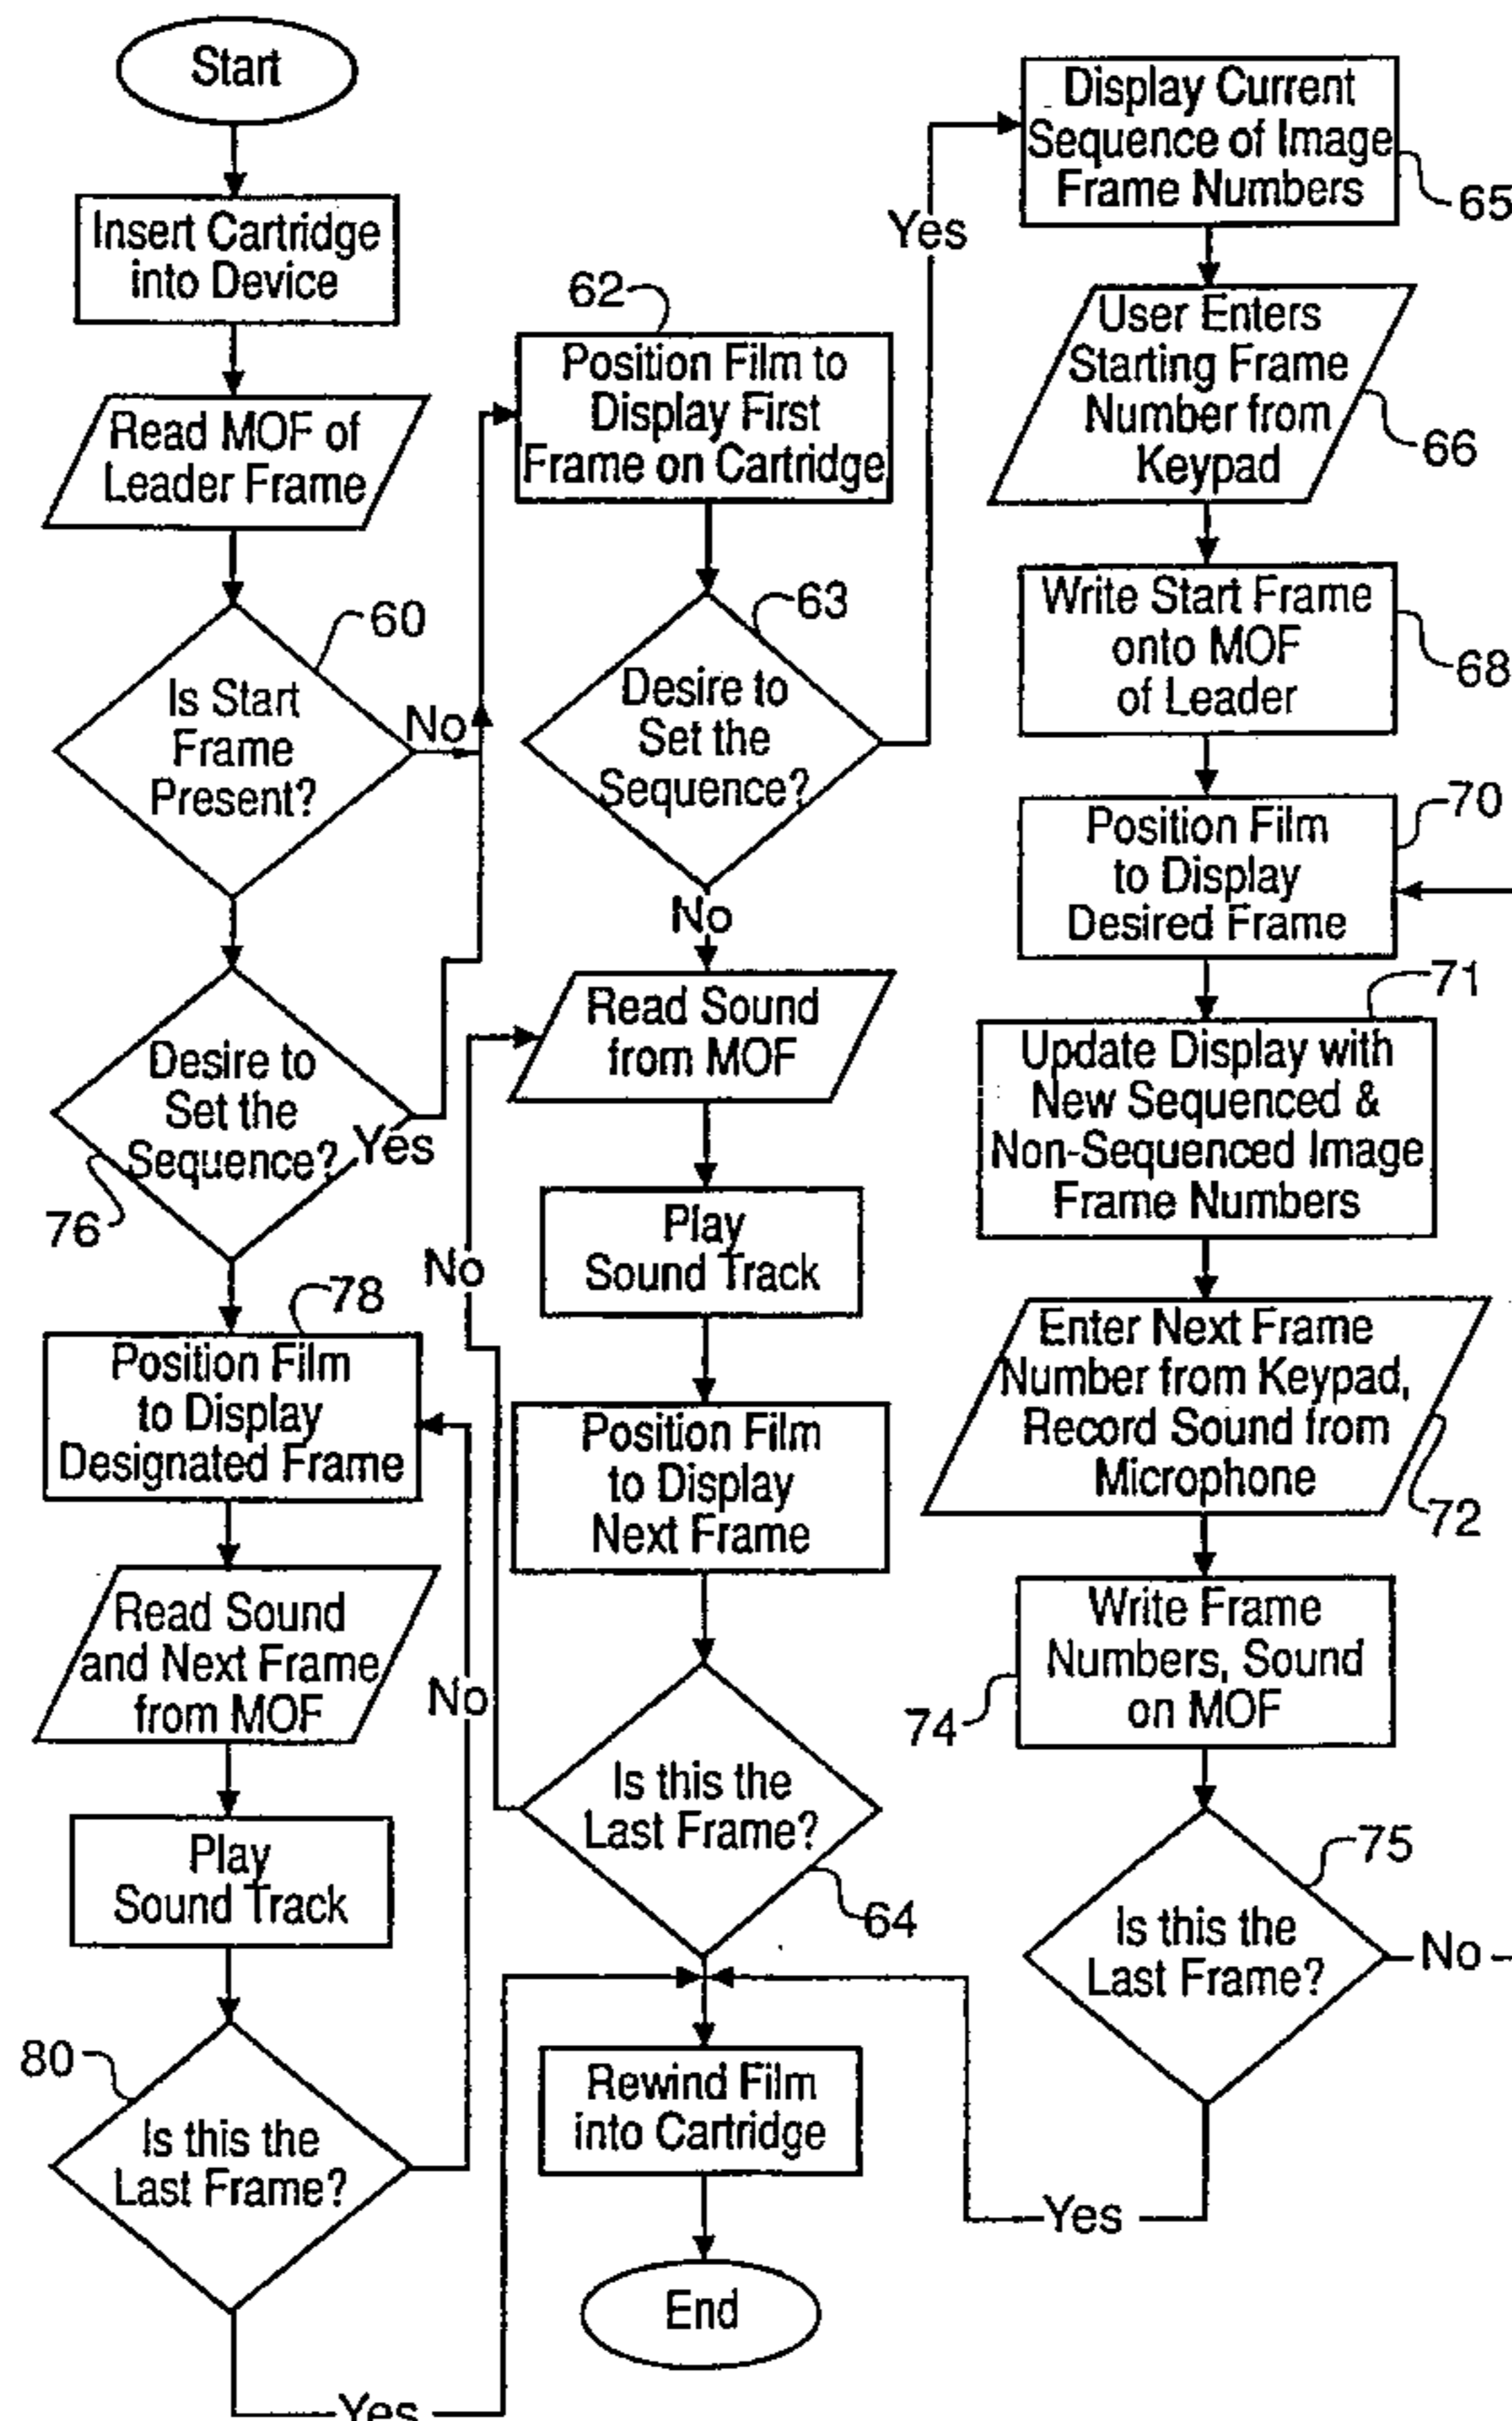 Start
Insert Cartridge
into Device
Read MOF of
Leader Frame
60
Is Start
Frame
Present?
No
Desire to
Set the
Sequence?
Yes
76
78
Position Film
to Display
Designated Frame
Read Sound
and Next Frame
from MOF
Play
Sound Track
80
Is this the
Last Frame?
No
Yes
62
Position Film to
Display First
Frame on Cartridge
63
Desire to
Set the
Sequence?
Yes
No
Read Sound
from MOF
Play
Sound Track
Position Film
to Display
Next Frame
Is this the
Last Frame?
64
No
Rewind Film
into Cartridge
End
Display Current
Sequence of Image
Frame Numbers
65
User Enters
Starting Frame
Number from
Keypad
66
Write Start Frame
onto MOF
of Leader
68
70
Position Film
to Display
Desired Frame
71
Update Display with
New Sequenced &
Non-Sequenced Image
Frame Numbers
Enter Next Frame
Number from Keypad,
Record Sound from
Microphone
72
Write Frame
Numbers, Sound
on MOF
74
75
Is this the
Last Frame?
No
Yes